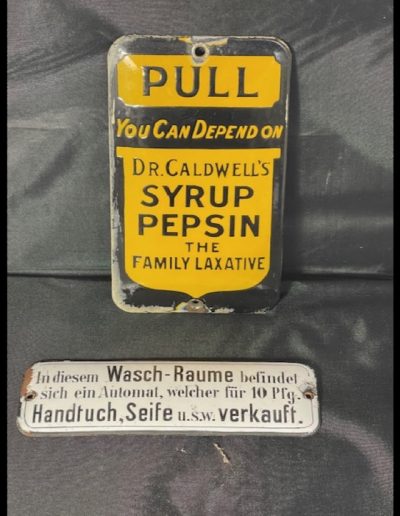 PULL
YOU CAN DEPEND ON
DR. CALDWELL'S
SYRUP
PEPSIN
THE
FAMILY LAXATIVE
In diesem Wasch-Raume befindet
sich ein Automat, welcher für 10 Pfg.
Handtuch, Seife u.s.w. verkauft.